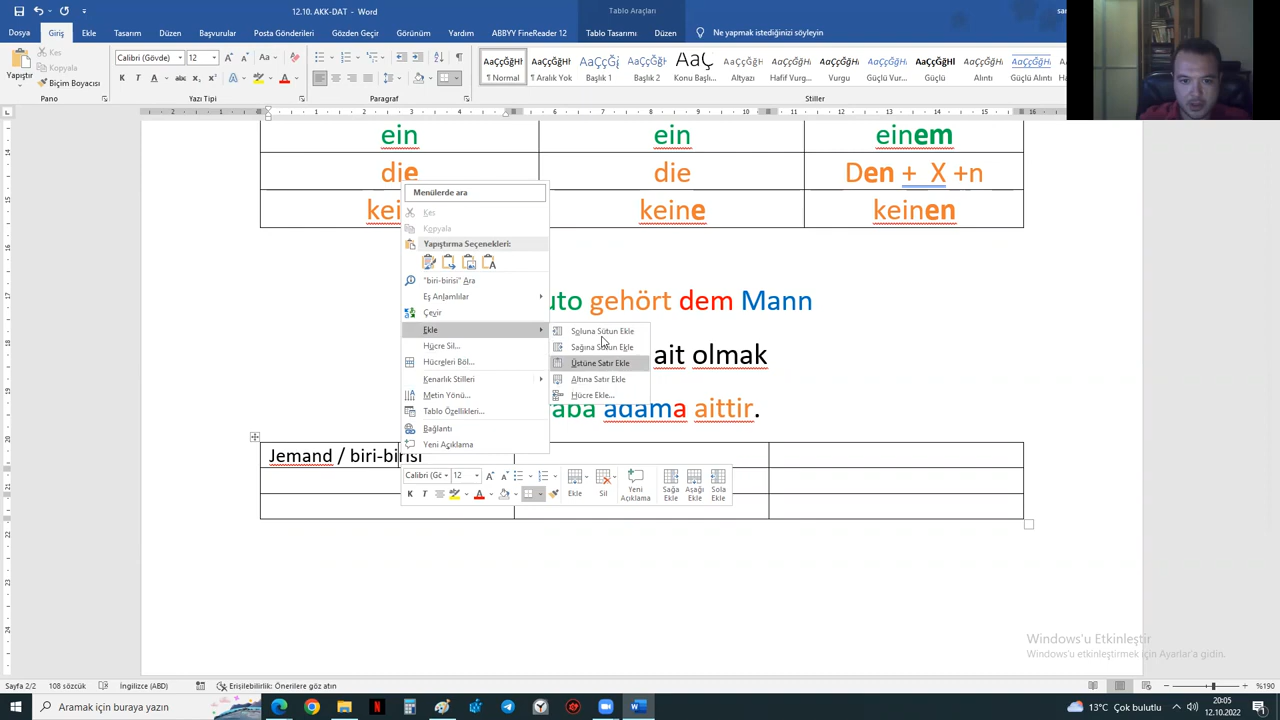 12.10. AKK-DAT - Word
Tablo Araçları
Dosya Giriş Ekle Tasarım Düzen Başvurular Posta Gönderileri Gözden Geçir Görünüm Yardım ABBYY FineReader 12 Tablo Tasarımı Düzen Ne yapmak istediğinizi söyleyin
Yapıştır
Kes
Kopyala
Biçim Boyacısı
Calibri (Gövde) 12
¶ Normal ¶ Aralık Yok Başlık 1 Başlık 2 Konu Başlı... Altyazı Hafif Vurg... Vurgu Güçlü Vur... Güçlü Alıntı Güçlü Alın...
Pano Yazı Tipi Paragraf Stiller
ein ein einem
die die Den + X +n
kei keine keinen
uto gehört dem Mann
ait olmak
aba adama aittir.
Jemand / biri-birisi
Menülerde ara
Kes
Kopyala
Yapıştırma Seçenekleri:
"biri-birisi" Ara
Eş Anlamlılar
Çevir
Ekle
Hücre Sil...
Hücreleri Böl...
Kenarlık Stilleri
Metin Yönü...
Tablo Özellikleri...
Bağlantı
Yeni Açıklama
Soluna Sütun Ekle
Sağına Sütun Ekle
Üstüne Satır Ekle
Altına Satır Ekle
Hücre Ekle...
Calibri (Gö 12
Ekle Sil Yeni Açıklama Sağa Ekle Aşağı Ekle Sola Ekle
Windows'u Etkinleştir
Windows'u etkinleştirmek için Ayarlar'a gidin.
Sayfa 2/2 108 sözcük İngilizce (ABD) Erişilebilirlik: Önerilere göz atın %190
Aramak için buraya yazın 13°C Çok bulutlu 20:05
12.10.2022